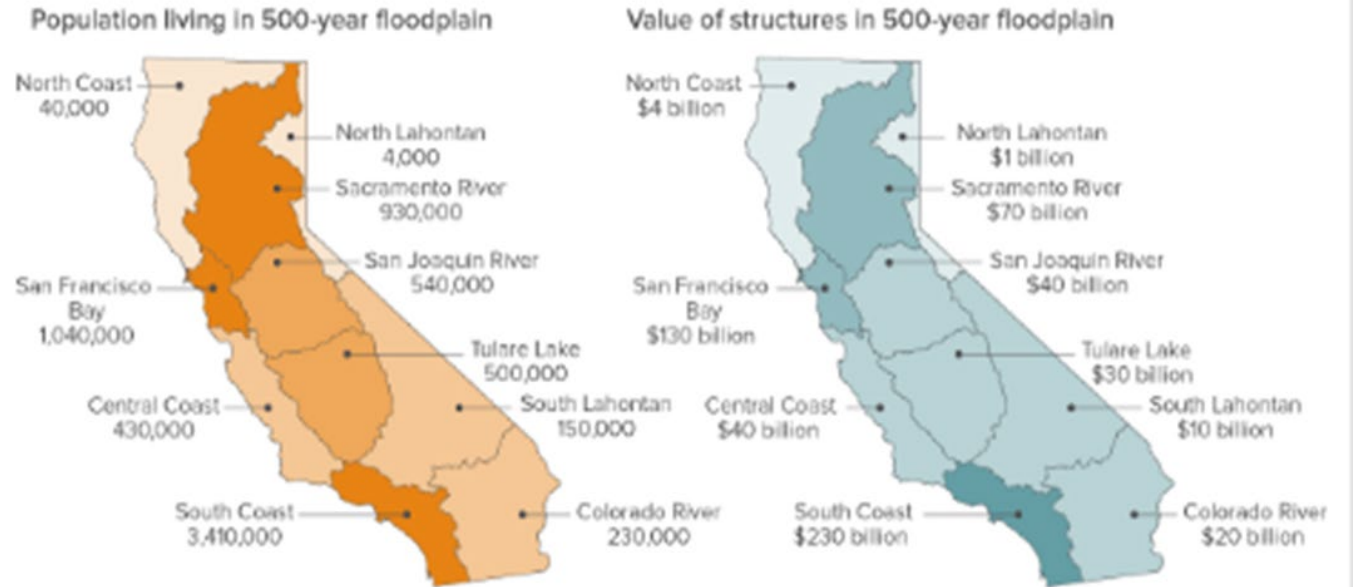 Population living in 500-year floodplain
North Coast
40,000
North Lahontan
4,000
Sacramento River
930,000
San Joaquin River
540,000
San Francisco
Bay
1,040,000
Tulare Lake
500,000
Central Coast
430,000
South Lahontan
150,000
South Coast
3,410,000
Colorado River
230,000
Value of structures in 500-year floodplain
North Coast
$4 billion
North Lahontan
$1 billion
Sacramento River
$70 billion
San Joaquin River
$40 billion
San Francisco
Bay
$130 billion
Tulare Lake
$30 billion
Central Coast
$40 billion
South Lahontan
$10 billion
South Coast
$230 billion
Colorado River
$20 billion